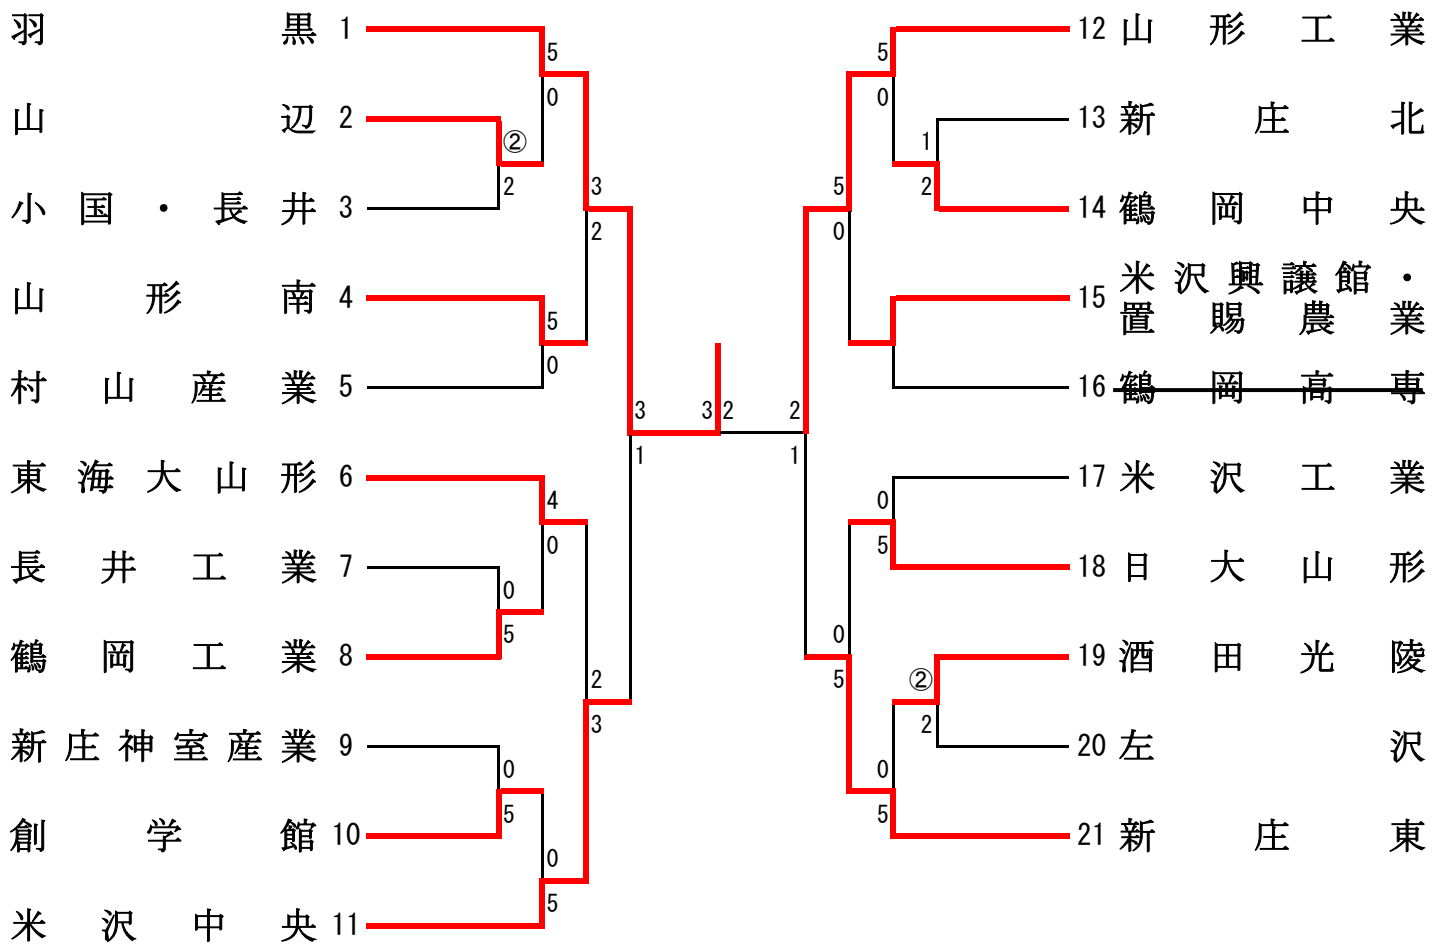 羽黒 1
山辺 2
小国・長井 3
山形南 4
村山産業 5
東海大山形 6
長井工業 7
鶴岡工業 8
新庄神室産業 9
創学館 10
米沢中央 11
5
0
②
2
3
2
5
0
3
1
4
0
0
5
2
3
0
5
0
5
3 2
5
0
1
2
5
0
2
1
0
5
0
5
②
2
0
5
12 山形工業
13 新庄北
14 鶴岡中央
15 米沢興譲館・
置賜農業
16 鶴岡高専
17 米沢工業
18 日大山形
19 酒田光陵
20 左沢
21 新庄東